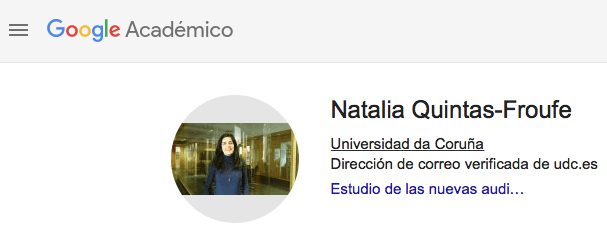 Google Académico
Natalia Quintas-Froufe
Universidad da Coruña
Dirección de correo verificada de udc.es
Estudio de las nuevas audi…